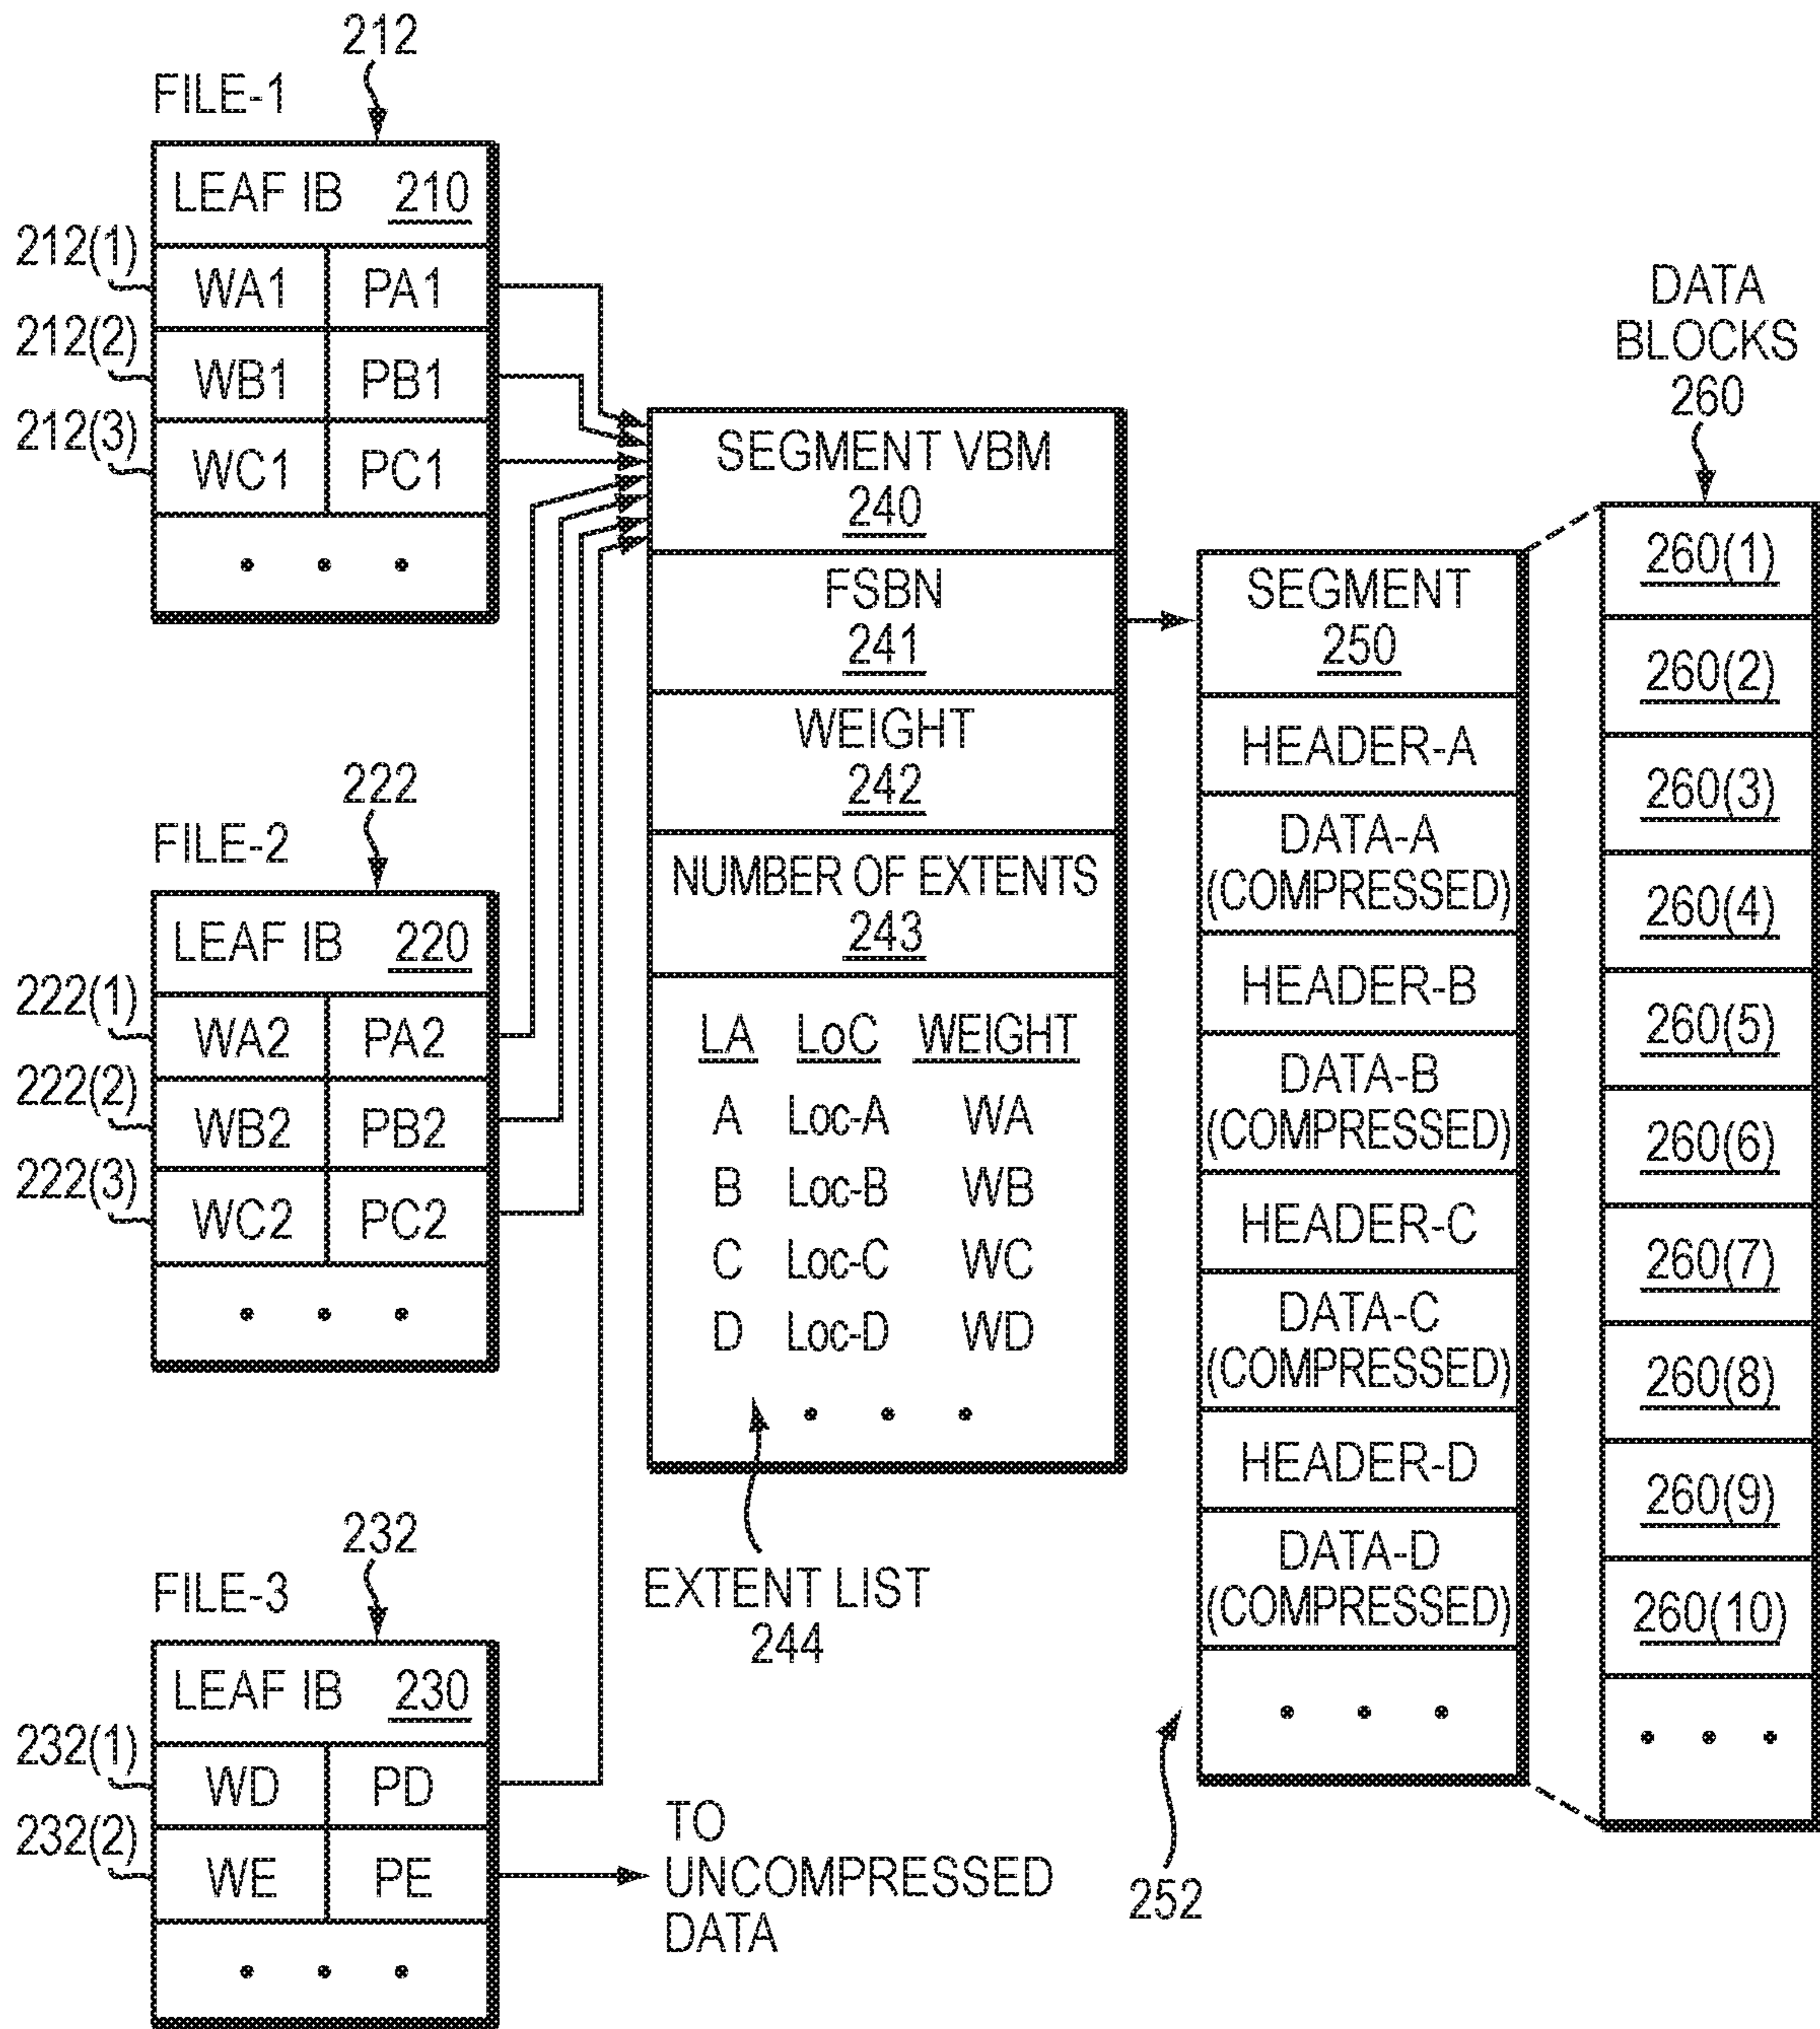 212
FILE-1
LEAF IB 210
212(1)
WA1 PA1
212(2)
WB1 PB1
212(3)
WC1 PC1
. . .
222
FILE-2
LEAF IB 220
222(1)
WA2 PA2
222(2)
WB2 PB2
222(3)
WC2 PC2
. . .
232
FILE-3
LEAF IB 230
232(1)
WD PD
232(2)
WE PE
. . .
TO
UNCOMPRESSED
DATA
SEGMENT VBM
240
FSBN
241
WEIGHT
242
NUMBER OF EXTENTS
243
LA LoC WEIGHT
A Loc-A WA
B Loc-B WB
C Loc-C WC
D Loc-D WD
. . .
EXTENT LIST
244
SEGMENT
250
HEADER-A
DATA-A
(COMPRESSED)
HEADER-B
DATA-B
(COMPRESSED)
HEADER-C
DATA-C
(COMPRESSED)
HEADER-D
DATA-D
(COMPRESSED)
. . .
252
DATA
BLOCKS
260
260(1)
260(2)
260(3)
260(4)
260(5)
260(6)
260(7)
260(8)
260(9)
260(10)
. . .